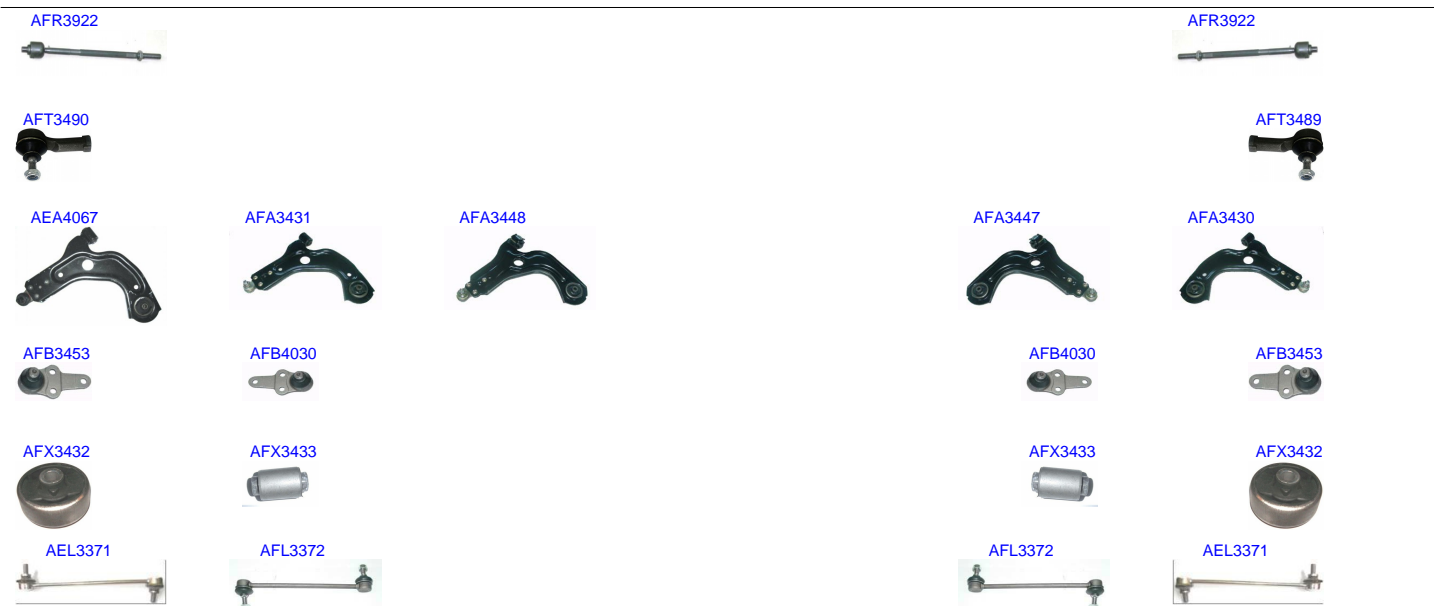 AFR3922 AFR3922
AFT3490 AFT3489
AEA4067 AFA3431 AFA3448 AFA3447 AFA3430
AFB3453 AFB4030 AFB4030 AFB3453
AFX3432 AFX3433 AFX3433 AFX3432
AEL3371 AFL3372 AFL3372 AEL3371